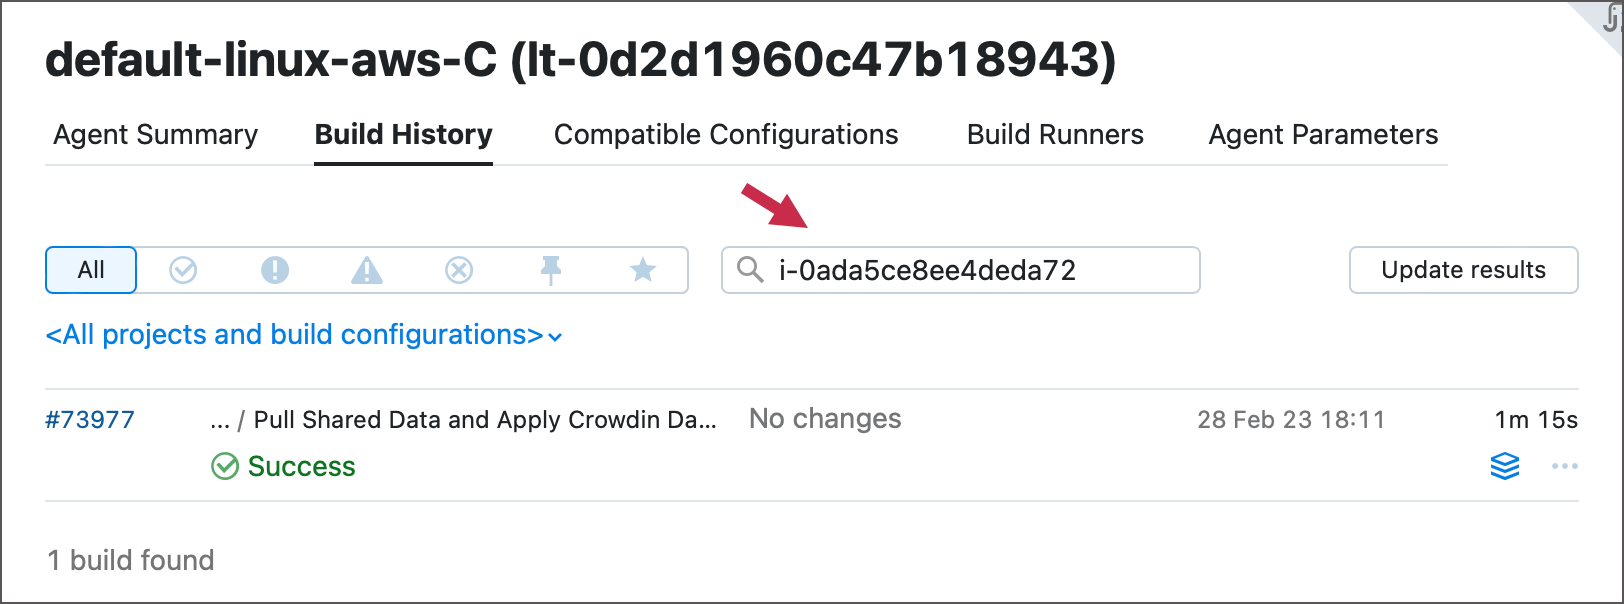 default-linux-aws-C (lt-0d2d1960c47b18943)
Agent Summary Build History Compatible Configurations Build Runners Agent Parameters
All i-0ada5ce8ee4deda72 Update results
<All projects and build configurations>
#73977 ... / Pull Shared Data and Apply Crowdin Da... No changes 28 Feb 23 18:11 1m 15s
Success
1 build found